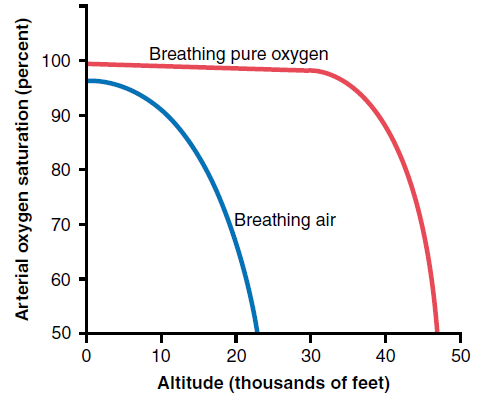 Arterial oxygen saturation (percent)
100
90
80
70
60
50
Breathing pure oxygen
Breathing air
0 10 20 30 40 50
Altitude (thousands of feet)